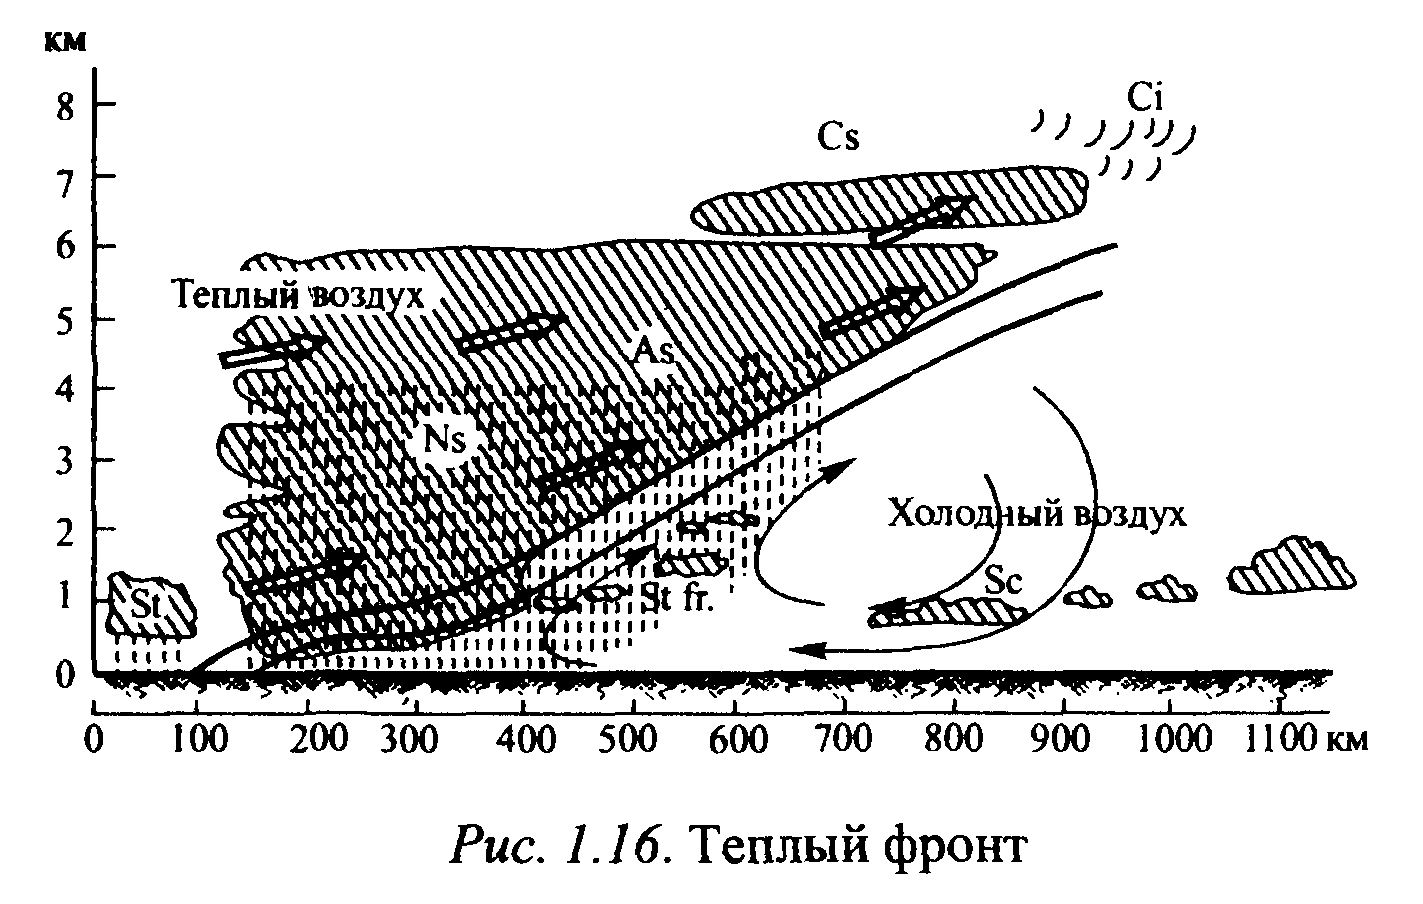 км
8
Ci
Cs
7
6
Теплый воздух
5
As
4
Ns
3
2
Холодный воздух
1
St
St fr.
Sc
0
0 100 200 300 400 500 600 700 800 900 1000 1100 км
Рис. 1.16. Теплый фронт